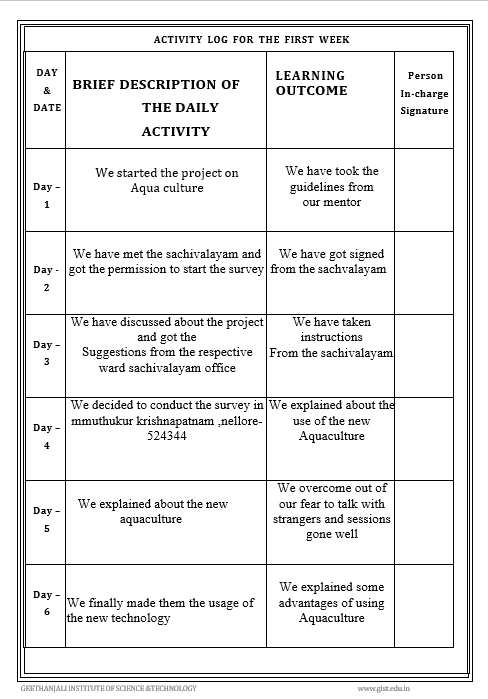 ACTIVITY LOG FOR THE FIRST WEEK
DAY
&
DATE
BRIEF DESCRIPTION OF
THE DAILY
ACTIVITY
LEARNING
OUTCOME
Person
In-charge
Signature
Day –
1
We started the project on
Aqua culture
We have took the
guidelines from
our mentor
Day -
2
We have met the sachivalayam and
got the permission to start the survey
We have got signed
from the sachvalayam
Day –
3
We have discussed about the project
and got the
Suggestions from the respective
ward sachivalayam office
We have taken
instructions
From the sachivalayam
Day –
4
We decided to conduct the survey in
mmuthukur krishnapatnam ,nellore-
524344
We explained about the
use of the new
Aquaculture
Day –
5
We explained about the new
aquaculture
We overcome out of
our fear to talk with
strangers and sessions
gone well
Day –
6
We finally made them the usage of
the new technology
We explained some
advantages of using
Aquaculture
GEETHANJALI INSTITUTE OF SCIENCE &TECHNOLOGY
www.gist.edu.in